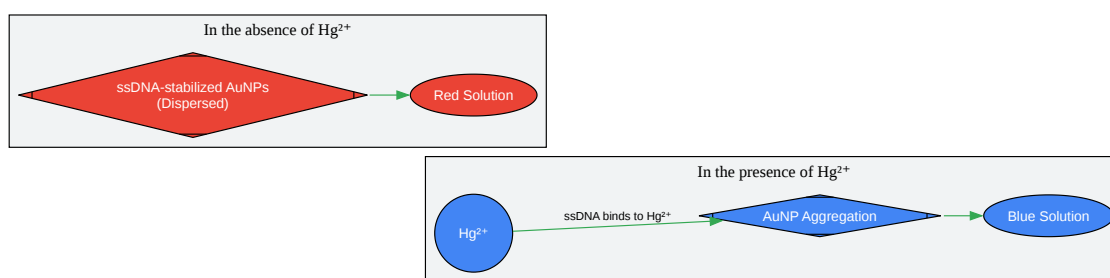 In the absence of Hg²⁺
ssDNA-stabilized AuNPs
(Dispersed)
Red Solution
In the presence of Hg²⁺
Hg²⁺
ssDNA binds to Hg²⁺
AuNP Aggregation
Blue Solution